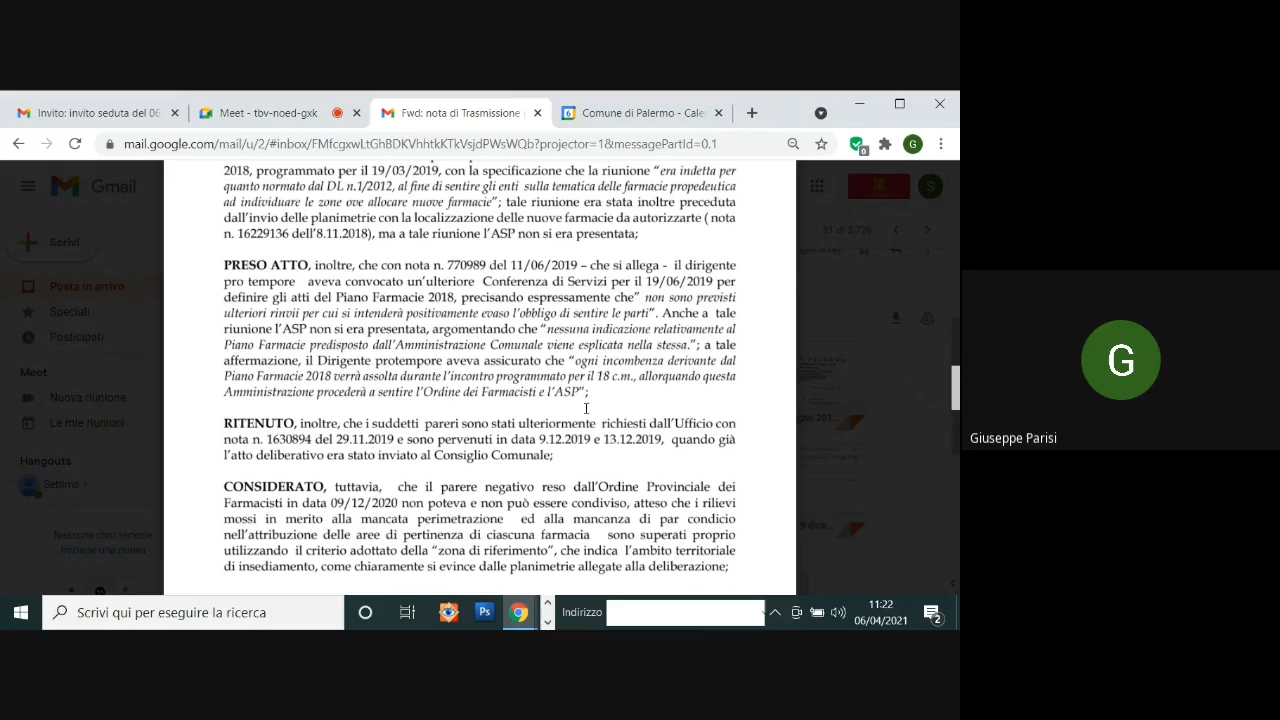 Invito: invito seduta del 06
Meet - tbv-noed-gxk
Fwd: nota di Trasmissione
Comune di Palermo - Cale
mail.google.com/mail/u/2/#inbox/FMfcgxwLtGhBDKVhhtkKTkVsjdPWsWQb?projector=1&messagePartId=0.1
0
G
Gmail
S
Scrivi
81 di 3.726
Posta in arrivo
Speciali
Posticipati
Meet
Nuova riunione
Le mie riunioni
Hangouts
Settima
Nessuna chat recente
Iniziane una nuova
2018, programmato per il 19/03/2019, con la specificazione che la riunione "era indetta per
quanto normato dal DL n.1/2012, al fine di sentire gli enti sulla tematica delle farmacie propedeutica
ad individuare le zone ove allocare nuove farmacie"; tale riunione era stata inoltre preceduta
dall'invio delle planimetrie con la localizzazione delle nuove farmacie da autorizzarte ( nota
n. 16229136 dell'8.11.2018), ma a tale riunione l'ASP non si era presentata;
PRESO ATTO, inoltre, che con nota n. 770989 del 11/06/2019 – che si allega - il dirigente
pro tempore aveva convocato un'ulteriore Conferenza di Servizi per il 19/06/2019 per
definire gli atti del Piano Farmacie 2018, precisando espressamente che" non sono previsti
ulteriori rinvii per cui si intenderà positivamente evaso l'obbligo di sentire le parti". Anche a tale
riunione l'ASP non si era presentata, argomentando che "nessuna indicazione relativamente al
Piano Farmacie predisposto dall'Amministrazione Comunale viene esplicata nella stessa."; a tale
affermazione, il Dirigente protempore aveva assicurato che "ogni incombenza derivante dal
Piano Farmacie 2018 verrà assolta durante l'incontro programmato per il 18 c.m., allorquando questa
Amministrazione procederà a sentire l'Ordine dei Farmacisti e l'ASP";
RITENUTO, inoltre, che i suddetti pareri sono stati ulteriormente richiesti dall'Ufficio con
nota n. 1630894 del 29.11.2019 e sono pervenuti in data 9.12.2019 e 13.12.2019, quando già
l'atto deliberativo era stato inviato al Consiglio Comunale;
CONSIDERATO, tuttavia, che il parere negativo reso dall'Ordine Provinciale dei
Farmacisti in data 09/12/2020 non poteva e non può essere condiviso, atteso che i rilievi
mossi in merito alla mancata perimetrazione ed alla mancanza di par condicio
nell'attribuzione delle aree di pertinenza di ciascuna farmacia sono superati proprio
utilizzando il criterio adottato della "zona di riferimento", che indica l'ambito territoriale
di insediamento, come chiaramente si evince dalle planimetrie allegate alla deliberazione;
Scrivi qui per eseguire la ricerca
Ps
Indirizzo
11:22
06/04/2021
2
G
Giuseppe Parisi